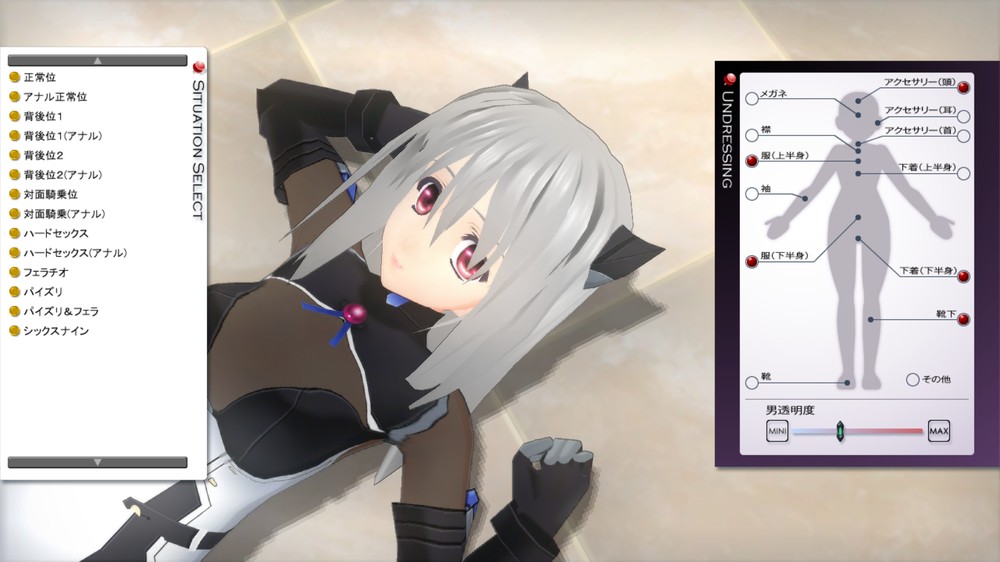 SITUATION SELECT
正常位
アナル正常位
背後位1
背後位1(アナル)
背後位2
背後位2(アナル)
対面騎乗位
対面騎乗(アナル)
ハードセックス
ハードセックス(アナル)
フェラチオ
パイズリ
パイズリ&フェラ
シックスナイン
UNDRESSING
アクセサリー(頭)
メガネ
アクセサリー(耳)
襟
アクセサリー(首)
服(上半身)
下着(上半身)
袖
服(下半身)
下着(下半身)
靴下
靴
その他
男透明度
MINI
MAX